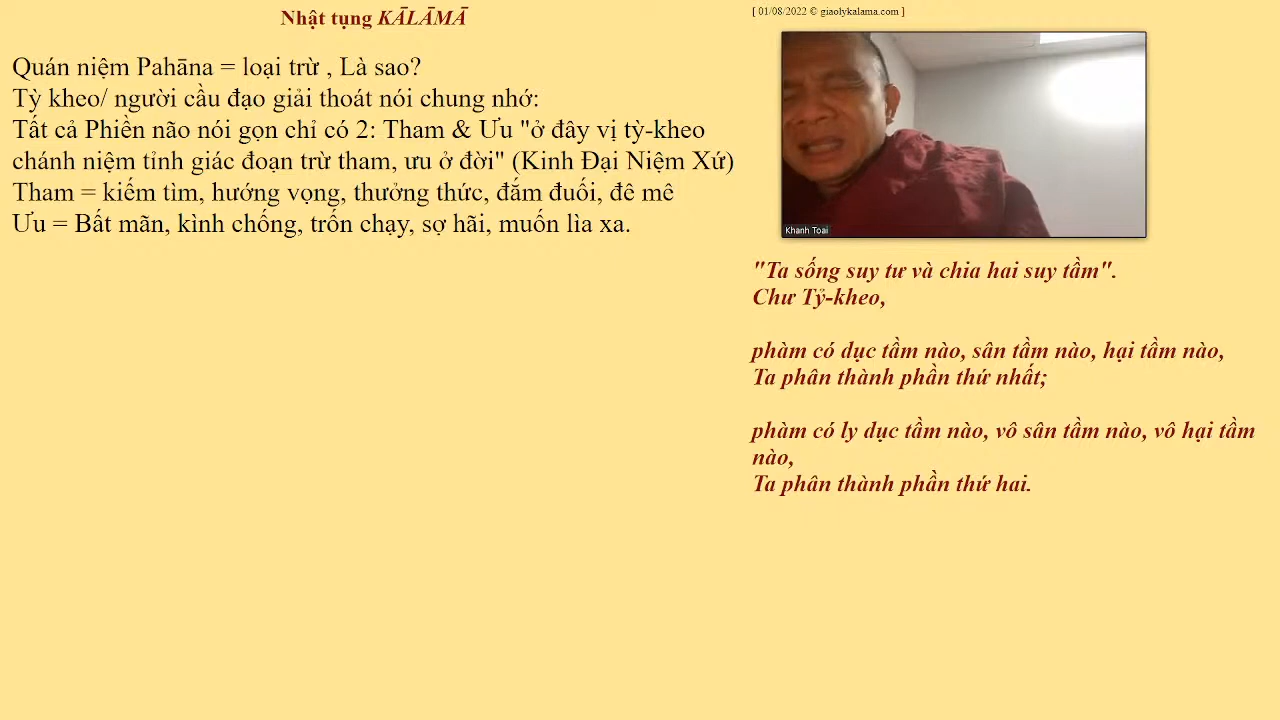 Nhật tụng KĀLĀMĀ
Quán niệm Pahāna = loại trừ , Là sao?
Tỳ kheo/ người cầu đạo giải thoát nói chung nhớ:
Tất cả Phiền não nói gọn chỉ có 2: Tham & Ưu "ở đây vị tỳ-kheo
chánh niệm tỉnh giác đoạn trừ tham, ưu ở đời" (Kinh Đại Niệm Xứ)
Tham = kiếm tìm, hướng vọng, thưởng thức, đắm đuối, đê mê
Ưu = Bất mãn, kình chống, trốn chạy, sợ hãi, muốn lìa xa.
[ 01/08/2022 © giaolykalama.com ]
Khanh Toai
"Ta sống suy tư và chia hai suy tầm".
Chư Tỷ-kheo,
phàm có dục tầm nào, sân tầm nào, hại tầm nào,
Ta phân thành phần thứ nhất;
phàm có ly dục tầm nào, vô sân tầm nào, vô hại tầm
nào,
Ta phân thành phần thứ hai.